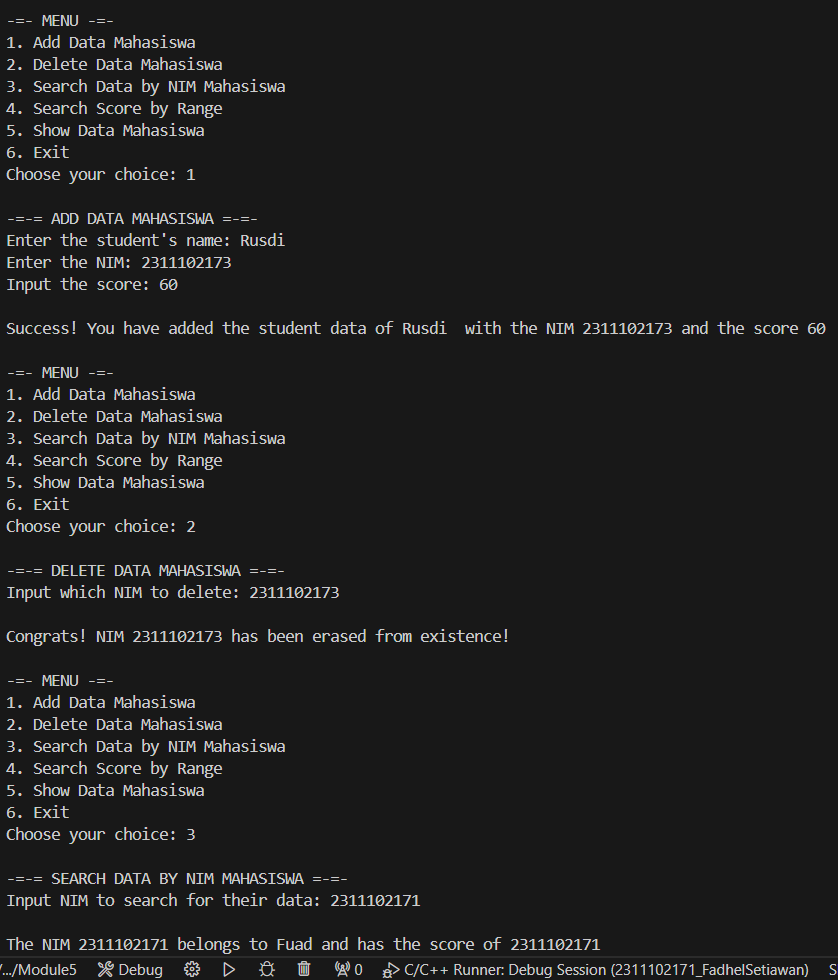 -=- MENU -=-
1. Add Data Mahasiswa
2. Delete Data Mahasiswa
3. Search Data by NIM Mahasiswa
4. Search Score by Range
5. Show Data Mahasiswa
6. Exit
Choose your choice: 1
-=-= ADD DATA MAHASISWA =-=-
Enter the student's name: Rusdi
Enter the NIM: 2311102173
Input the score: 60
Success! You have added the student data of Rusdi  with the NIM 2311102173 and the score 60
-=- MENU -=-
1. Add Data Mahasiswa
2. Delete Data Mahasiswa
3. Search Data by NIM Mahasiswa
4. Search Score by Range
5. Show Data Mahasiswa
6. Exit
Choose your choice: 2
-=-= DELETE DATA MAHASISWA =-=-
Input which NIM to delete: 2311102173
Congrats! NIM 2311102173 has been erased from existence!
-=- MENU -=-
1. Add Data Mahasiswa
2. Delete Data Mahasiswa
3. Search Data by NIM Mahasiswa
4. Search Score by Range
5. Show Data Mahasiswa
6. Exit
Choose your choice: 3
-=-= SEARCH DATA BY NIM MAHASISWA =-=-
Input NIM to search for their data: 2311102171
The NIM 2311102171 belongs to Fuad and has the score of 2311102171
/.../Module5 Debug 0 C/C++ Runner: Debug Session (2311102171_FadhelSetiawan)